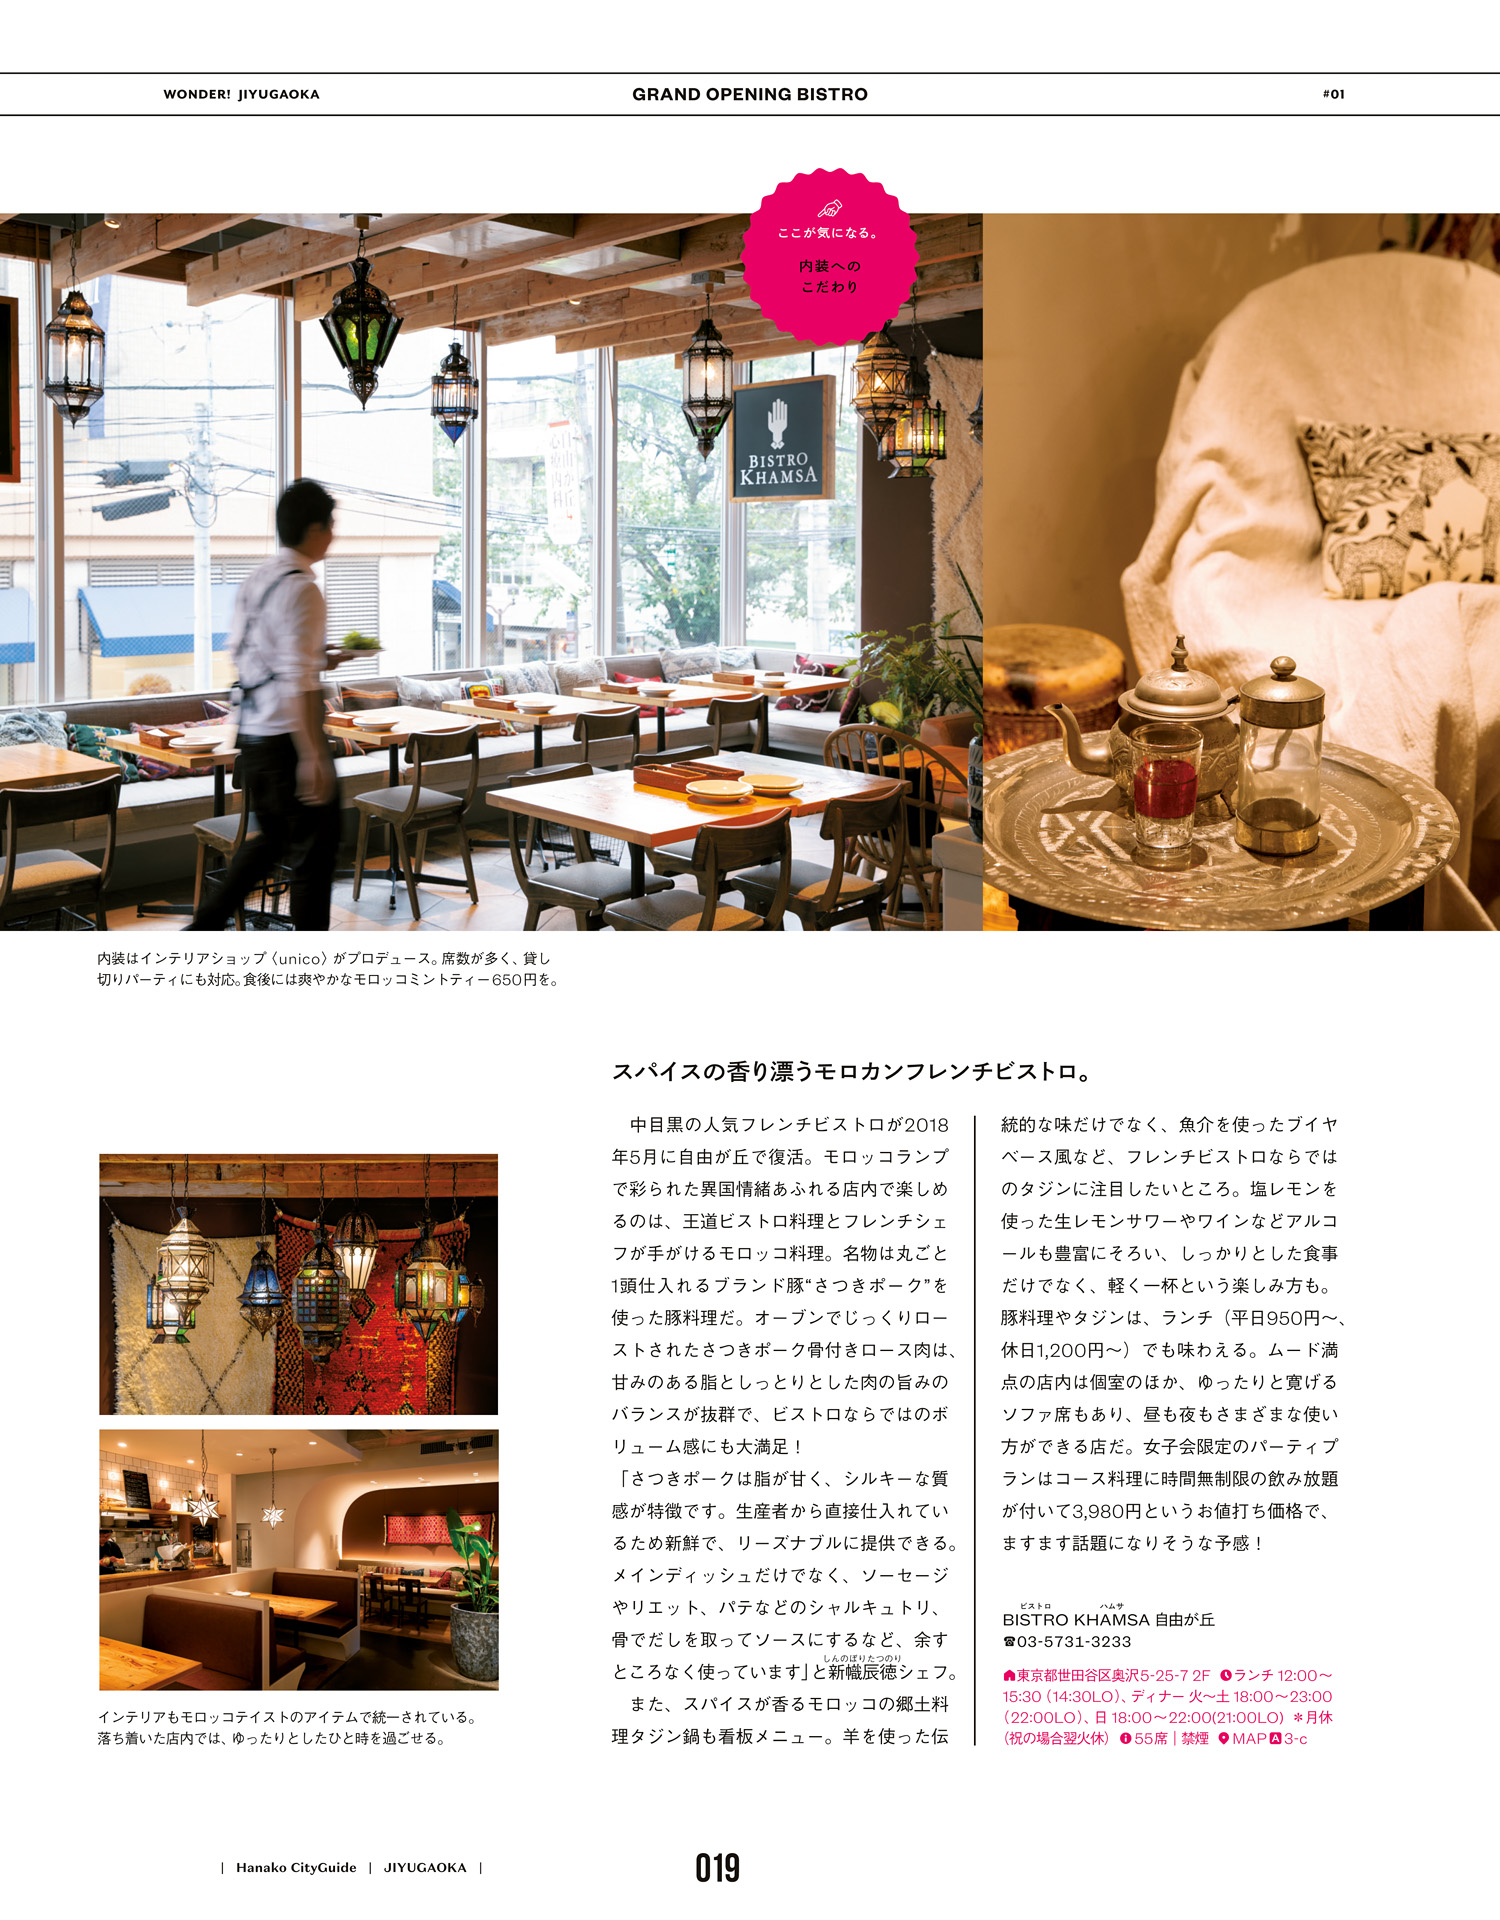 WONDER! JIYUGAOKA
GRAND OPENING BISTRO
#01
ここが気になる。
内装への
こだわり
BISTRO
KHAMSA
内装はインテリアショップ〈unico〉がプロデュース。席数が多く、貸し
切りパーティにも対応。食後には爽やかなモロッコミントティー650円を。
スパイスの香り漂うモロカンフレンチビストロ。
中目黒の人気フレンチビストロが2018
年5月に自由が丘で復活。モロッコランプ
で彩られた異国情緒あふれる店内で楽しめ
るのは、王道ビストロ料理とフレンチシェ
フが手がけるモロッコ料理。名物は丸ごと
1頭仕入れるブランド豚“さつきポーク”を
使った豚料理だ。オーブンでじっくりロー
ストされたさつきポーク骨付きロース肉は、
甘みのある脂としっとりとした肉の旨みの
バランスが抜群で、ビストロならではのボ
リューム感にも大満足！
「さつきポークは脂が甘く、シルキーな質
感が特徴です。生産者から直接仕入れてい
るため新鮮で、リーズナブルに提供できる。
メインディッシュだけでなく、ソーセージ
やリエット、パテなどのシャルキュトリ、
骨でだしを取ってソースにするなど、余す
しんのぼりたつのり
ところなく使っています」と新幟辰徳シェフ。
また、スパイスが香るモロッコの郷土料
理タジン鍋も看板メニュー。羊を使った伝
統的な味だけでなく、魚介を使ったブイヤ
ベース風など、フレンチビストロならでは
のタジンに注目したいところ。塩レモンを
使った生レモンサワーやワインなどアルコ
ールも豊富にそろい、しっかりとした食事
だけでなく、軽く一杯という楽しみ方も。
豚料理やタジンは、ランチ（平日950円〜、
休日1,200円〜）でも味わえる。ムード満
点の店内は個室のほか、ゆったりと寛げる
ソファ席もあり、昼も夜もさまざまな使い
方ができる店だ。女子会限定のパーティプ
ランはコース料理に時間無制限の飲み放題
が付いて3,980円というお値打ち価格で、
ますます話題になりそうな予感！
ビストロ ハムサ
BISTRO KHAMSA 自由が丘
☎03-5731-3233
東京都世田谷区奥沢5-25-7 2F ランチ 12:00〜
15:30（14:30LO）、ディナー 火〜土 18:00〜23:00
（22:00LO）、日 18:00〜22:00(21:00LO) ＊月休
（祝の場合翌火休） 55席｜禁煙 MAP A 3-c
インテリアもモロッコテイストのアイテムで統一されている。
落ち着いた店内では、ゆったりとしたひと時を過ごせる。
| Hanako CityGuide | JIYUGAOKA |
019